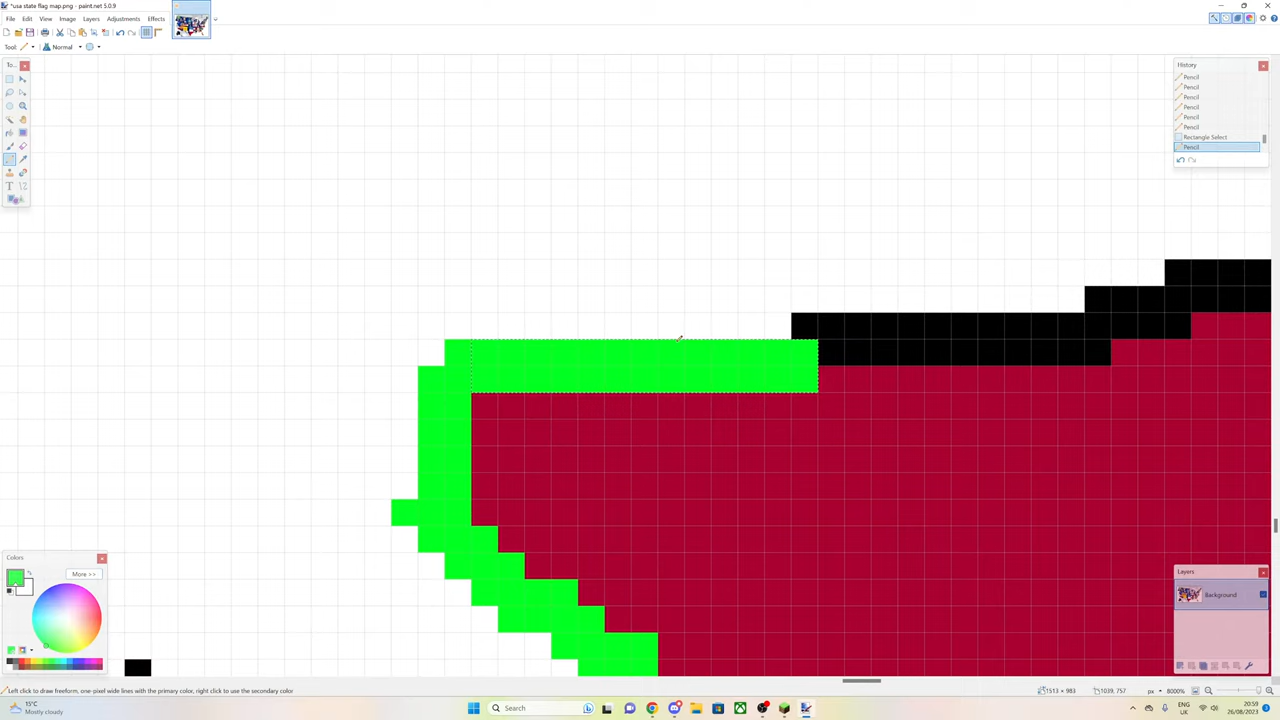 *usa state flag map.png - paint.net 5.0.9
File Edit View Image Layers Adjustments Effects
Tool: Normal
To...
History
Pencil
Pencil
Pencil
Pencil
Pencil
Pencil
Rectangle Select
Pencil
Colors
More >>
Layers
Background
Left click to draw freeform, one-pixel wide lines with the primary color, right click to use the secondary color
1513 × 983
1039, 757
px
8000%
15°C
Mostly cloudy
Search
ENG
UK
20:59
26/08/2023